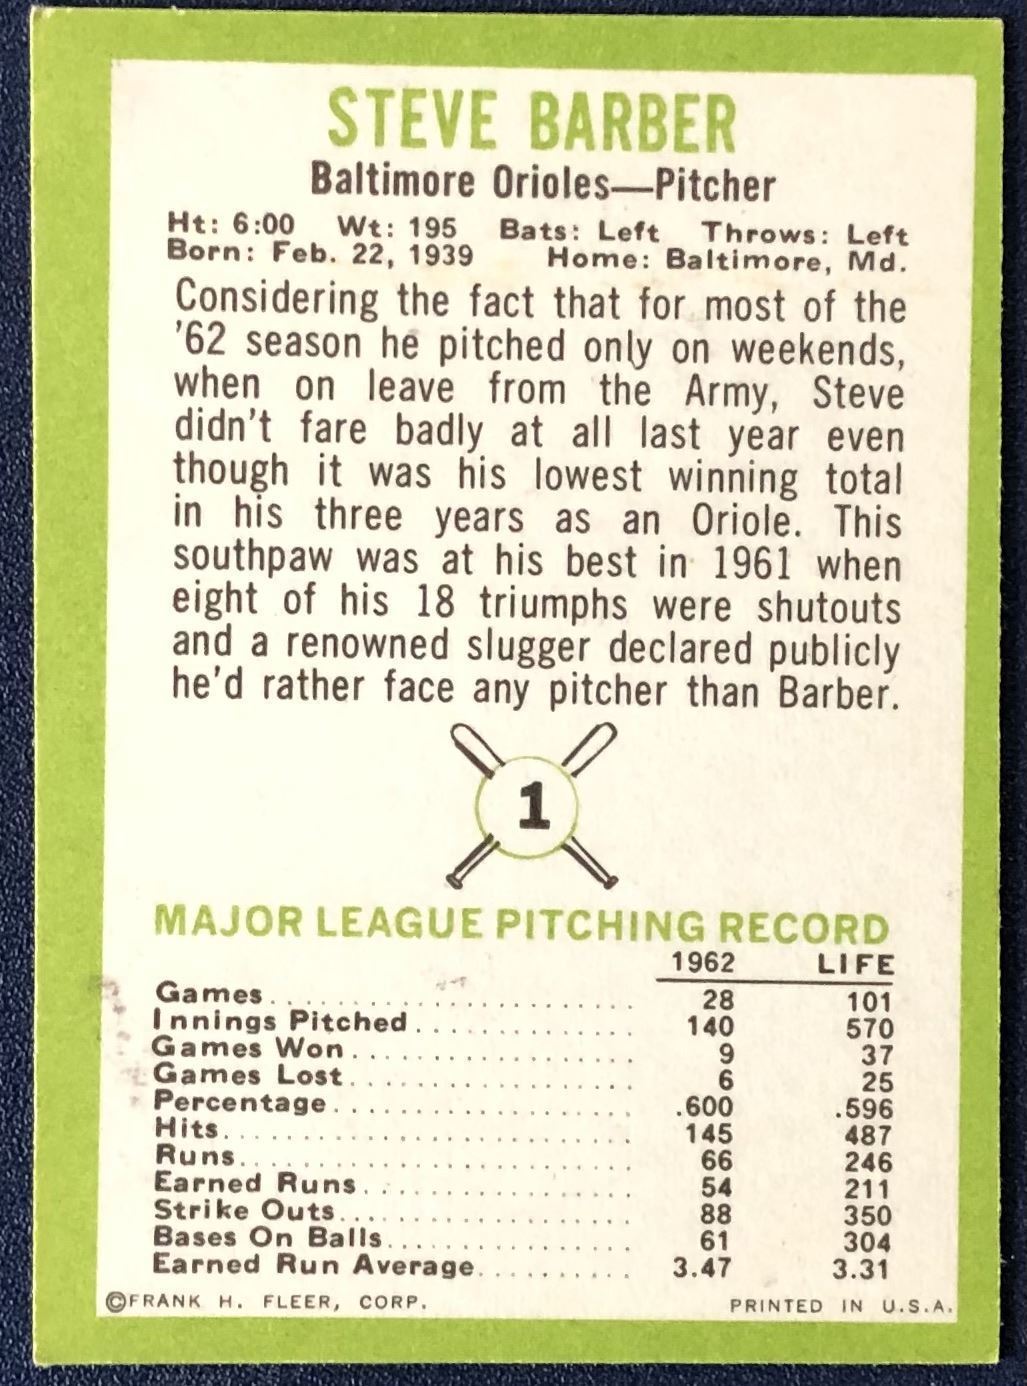 STEVE BARBER
Baltimore Orioles—Pitcher
Ht: 6:00 Wt: 195 Bats: Left Throws: Left
Born: Feb. 22, 1939 Home: Baltimore, Md.
Considering the fact that for most of the
'62 season he pitched only on weekends,
when on leave from the Army, Steve
didn't fare badly at all last year even
though it was his lowest winning total
in his three years as an Oriole. This
southpaw was at his best in 1961 when
eight of his 18 triumphs were shutouts
and a renowned slugger declared publicly
he'd rather face any pitcher than Barber.
1
MAJOR LEAGUE PITCHING RECORD
1962 LIFE
Games 28 101
Innings Pitched 140 570
Games Won 9 37
Games Lost 6 25
Percentage .600 .596
Hits 145 487
Runs 66 246
Earned Runs 54 211
Strike Outs 88 350
Bases On Balls 61 304
Earned Run Average 3.47 3.31
©FRANK H. FLEER, CORP. PRINTED IN U.S.A.